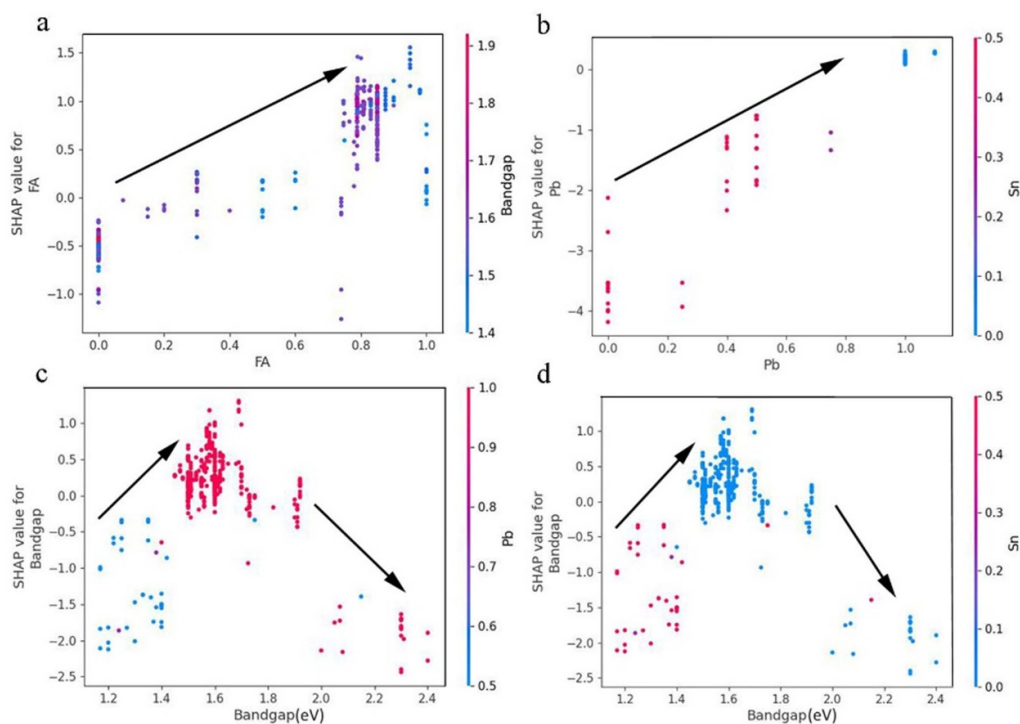 a
SHAP value for
FA
1.5
1.0
0.5
0.0
-0.5
-1.0
0.0 0.2 0.4 0.6 0.8 1.0
FA
1.9
1.8
1.7
1.6
1.5
1.4
Bandgap
b
SHAP value for
Pb
0
-1
-2
-3
-4
0.0 0.2 0.4 0.6 0.8 1.0
Pb
0.5
0.4
0.3
0.2
0.1
0.0
Sn
c
SHAP value for
Bandgap
1.0
0.5
0.0
-0.5
-1.0
-1.5
-2.0
-2.5
1.2 1.4 1.6 1.8 2.0 2.2 2.4
Bandgap(eV)
1.0
0.9
0.8
0.7
0.6
0.5
Pb
d
SHAP value for
Bandgap
1.0
0.5
0.0
-0.5
-1.0
-1.5
-2.0
-2.5
1.2 1.4 1.6 1.8 2.0 2.2 2.4
Bandgap(eV)
0.5
0.4
0.3
0.2
0.1
0.0
Sn